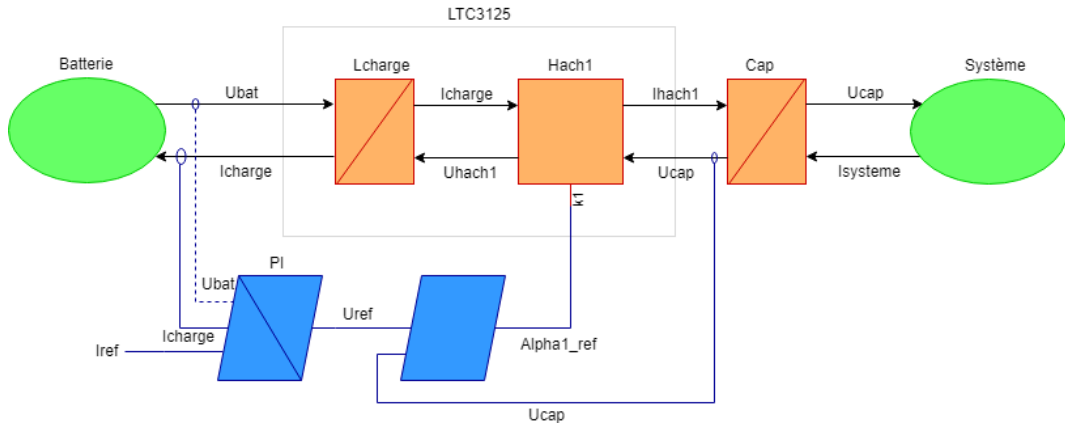 LTC3125
Batterie
Lcharge
Hach1
Cap
Système
Ubat
Icharge
Ihach1
Ucap
Icharge
Uhach1
Ucap
Isysteme
k1
PI
Ubat
Uref
Icharge
Iref
Alpha1_ref
Ucap